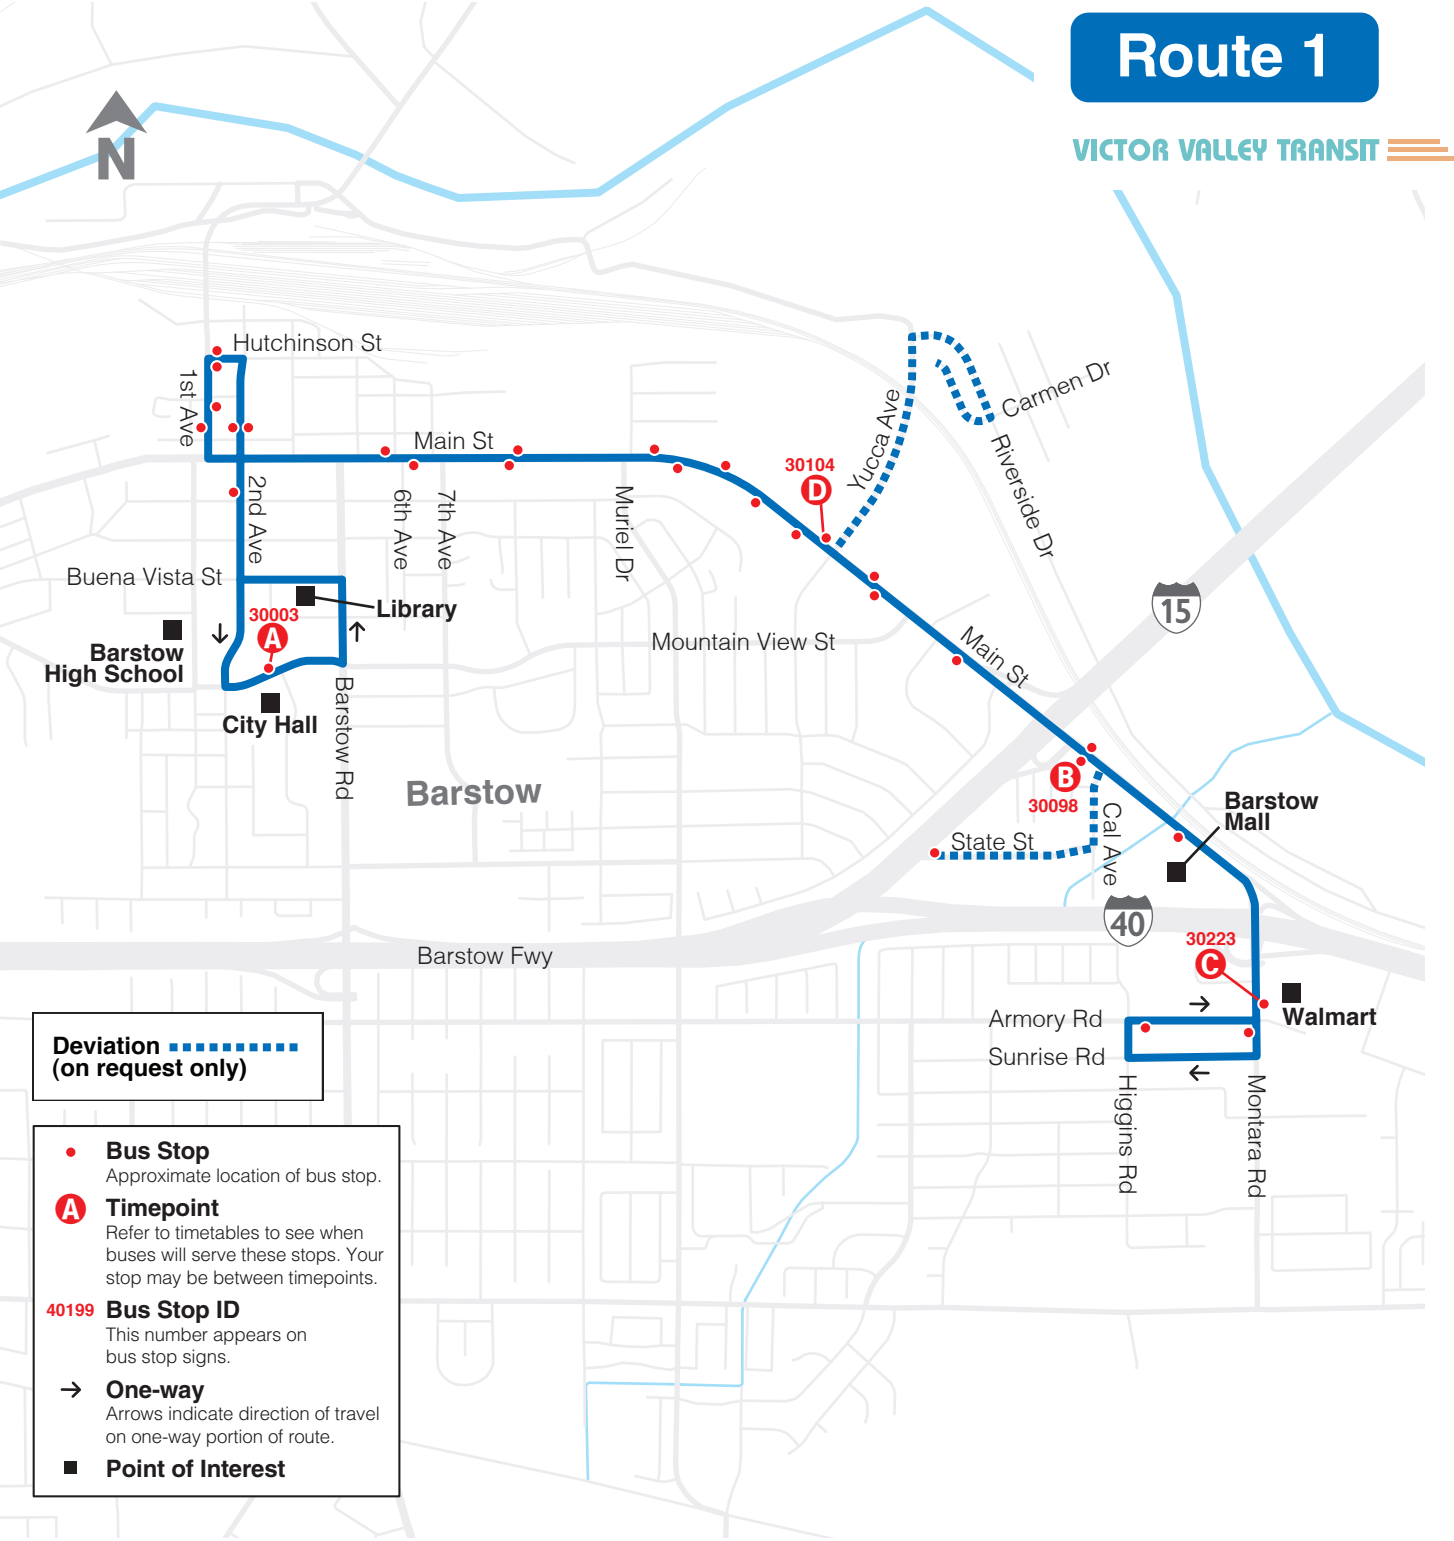 Route 1
VICTOR VALLEY TRANSIT
N
Hutchinson St
1st Ave
Main St
2nd Ave
6th Ave
7th Ave
Muriel Dr
30104
D
Yucca Ave
Carmen Dr
Riverside Dr
Buena Vista St
Library
30003
A
Barstow
High School
City Hall
Barstow Rd
Mountain View St
Main St
15
Barstow
B
30098
State St
Cal Ave
Barstow
Mall
40
Barstow Fwy
30223
C
Walmart
Armory Rd
Sunrise Rd
Higgins Rd
Montara Rd
Deviation
(on request only)
Bus Stop
Approximate location of bus stop.
A Timepoint
Refer to timetables to see when
buses will serve these stops. Your
stop may be between timepoints.
40199 Bus Stop ID
This number appears on
bus stop signs.
One-way
Arrows indicate direction of travel
on one-way portion of route.
Point of Interest